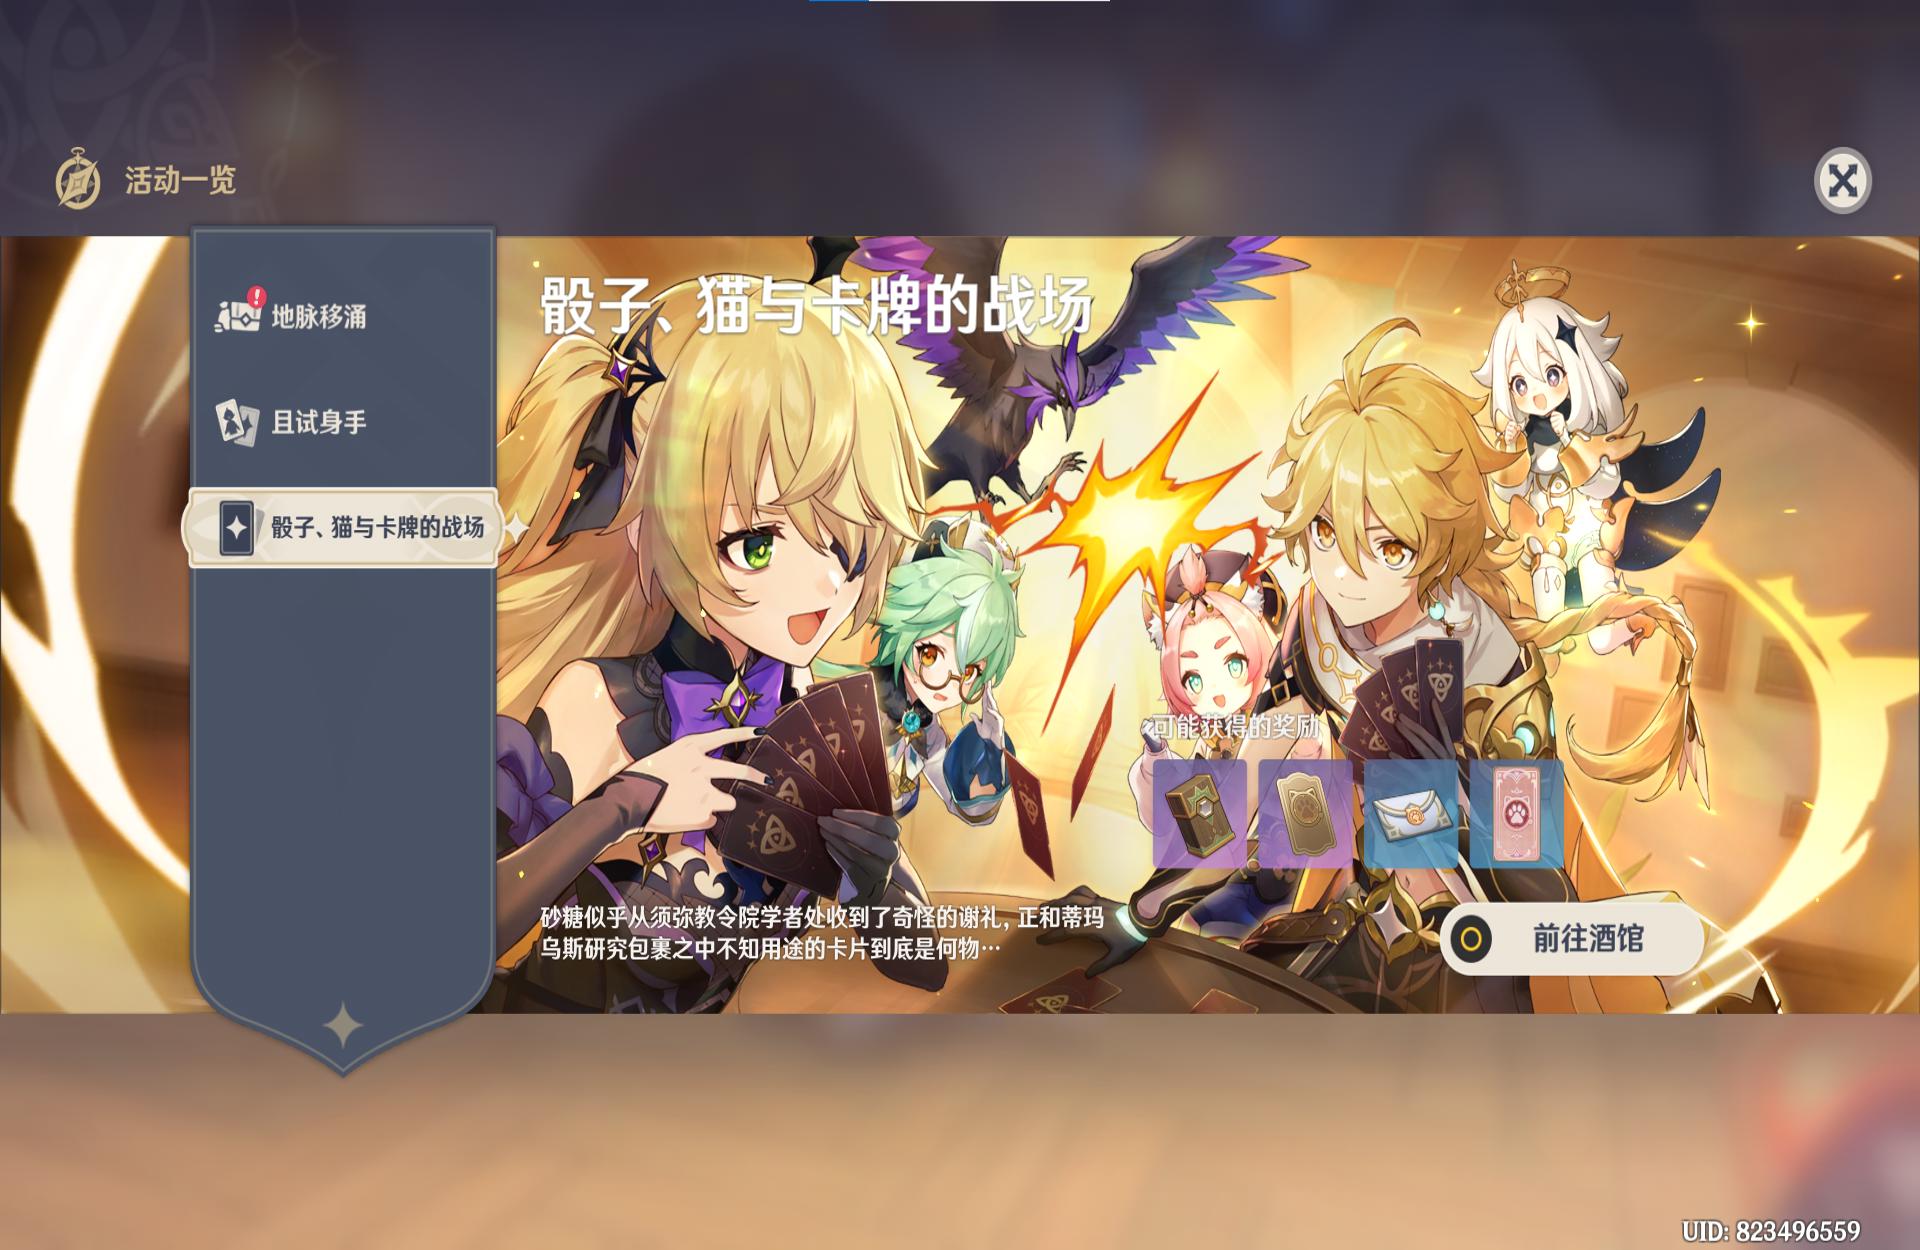 活动一览
地脉移涌
且试身手
骰子、猫与卡牌的战场
骰子、猫与卡牌的战场
可能获得的奖励
砂糖似乎从须弥教令院学者处收到了奇怪的谢礼，正和蒂玛
乌斯研究包裹之中不知用途的卡片到底是何物…
前往酒馆
UID: 823496559